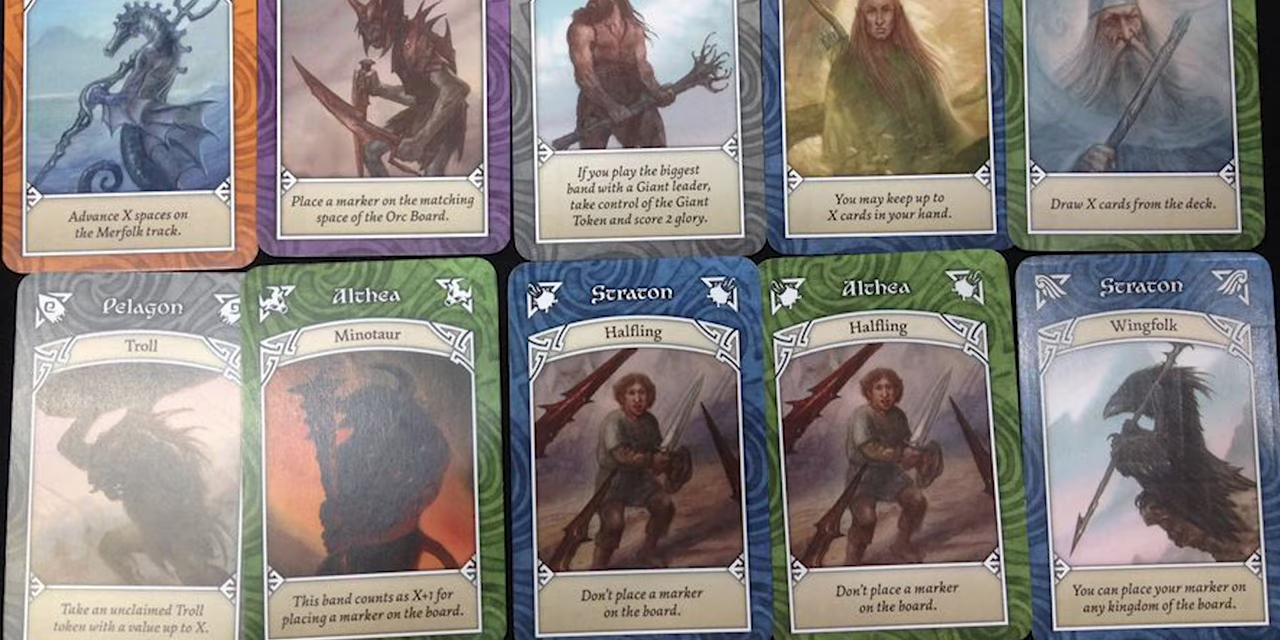 Advance X spaces on
the Merfolk track.
Place a marker on the matching
space of the Orc Board.
If you play the biggest
band with a Giant leader,
take control of the Giant
Token and score 2 glory.
You may keep up to
X cards in your hand.
Draw X cards from the deck.
Pelagon
Troll
Take an unclaimed Troll
token with a value up to X.
Althea
Minotaur
This band counts as X+1 for
placing a marker on the board.
Straton
Halfling
Don't place a marker
on the board.
Althea
Halfling
Don't place a marker
on the board.
Straton
Wingfolk
You can place your marker on
any kingdom of the board.